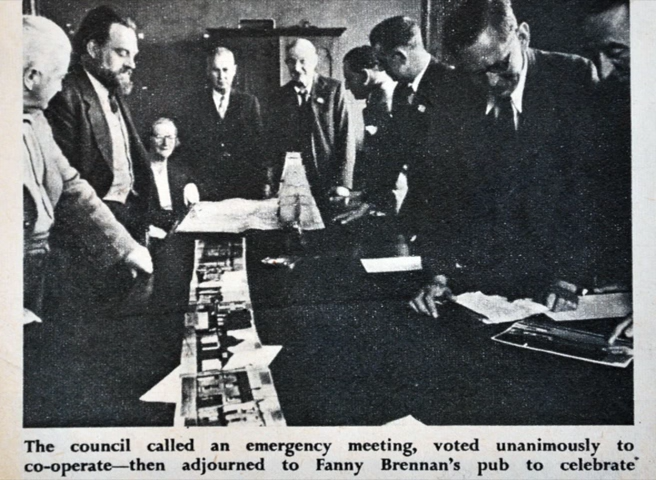 The council called an emergency meeting, voted unanimously to
co-operate—then adjourned to Fanny Brennan's pub to celebrate